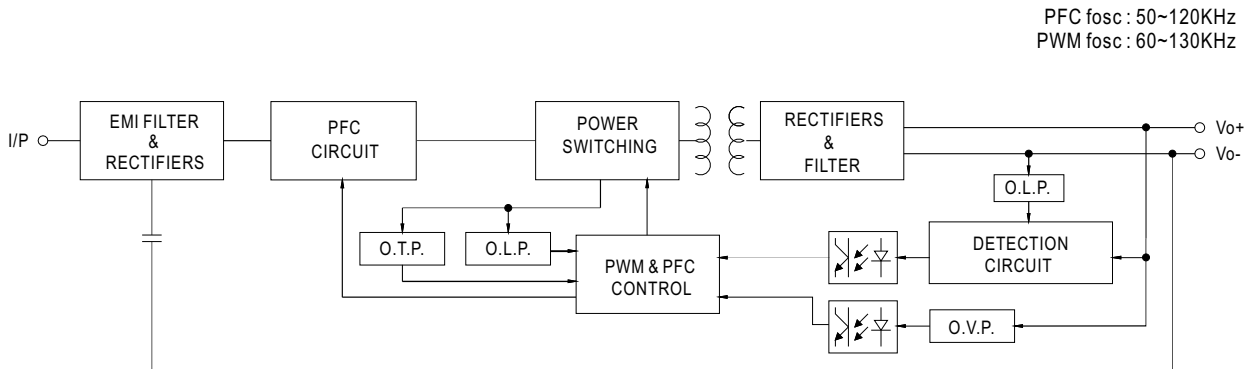 PFC fosc : 50~120KHz
PWM fosc : 60~130KHz
I/P
EMI FILTER
&
RECTIFIERS
PFC
CIRCUIT
POWER
SWITCHING
RECTIFIERS
&
FILTER
Vo+
Vo-
O.L.P.
O.T.P.
O.L.P.
PWM & PFC
CONTROL
DETECTION
CIRCUIT
O.V.P.